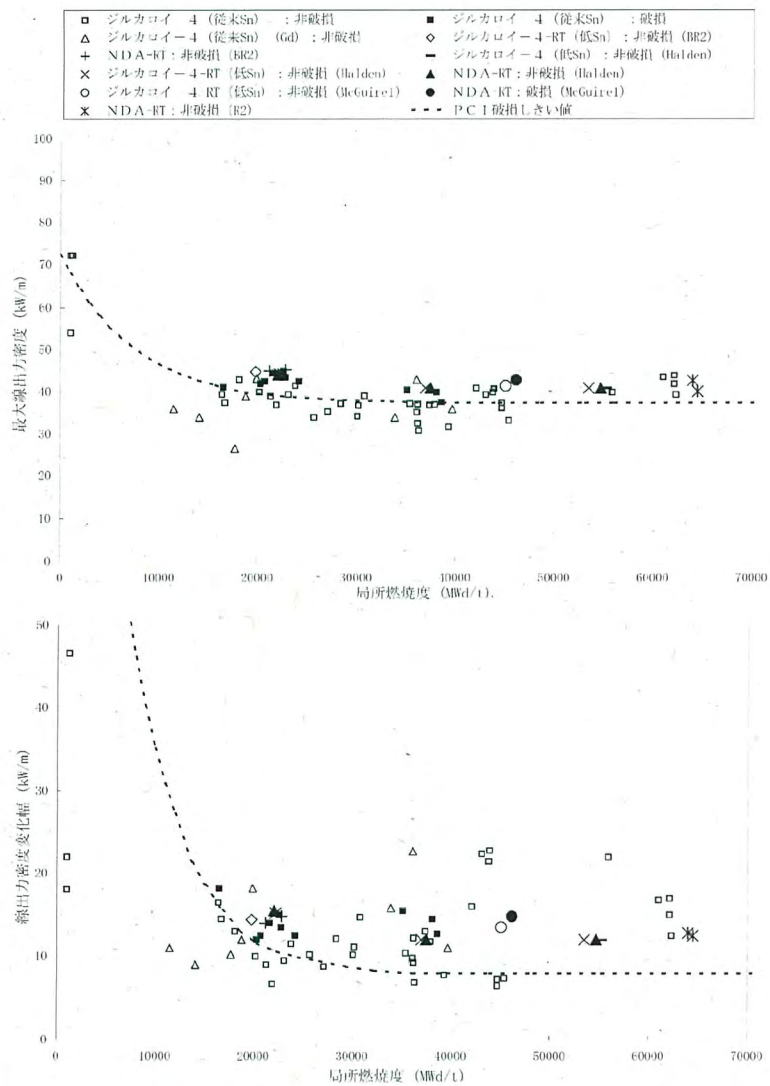 ジルカロイ－4 (従来Sn) ：非破損
ジルカロイ－4 (従来Sn) ：破損
ジルカロイ－4 (従来Sn) (Gd) ：非破損
ジルカロイ－4-RT (低Sn) ：非破損 (BR2)
NDA-RT：非破損 (BR2)
ジルカロイ－4 (低Sn) ：非破損 (Halden)
ジルカロイ－4-RT (低Sn) ：非破損 (Halden)
NDA-RT：非破損 (Halden)
ジルカロイ－4-RT (低Sn) ：非破損 (McGuire1)
NDA-RT：破損 (McGuire1)
NDA-RT：非破損 (R2)
PCI破損しきい値
最大線出力密度 (kW/m)
100
90
80
70
60
50
40
30
20
10
0
0 10000 20000 30000 40000 50000 60000 70000
局所燃焼度 (MWd/t).
線出力密度変化幅 (kW/m)
50
40
30
20
10
0
0 10000 20000 30000 40000 50000 60000 70000
局所燃焼度 (MWd/t)